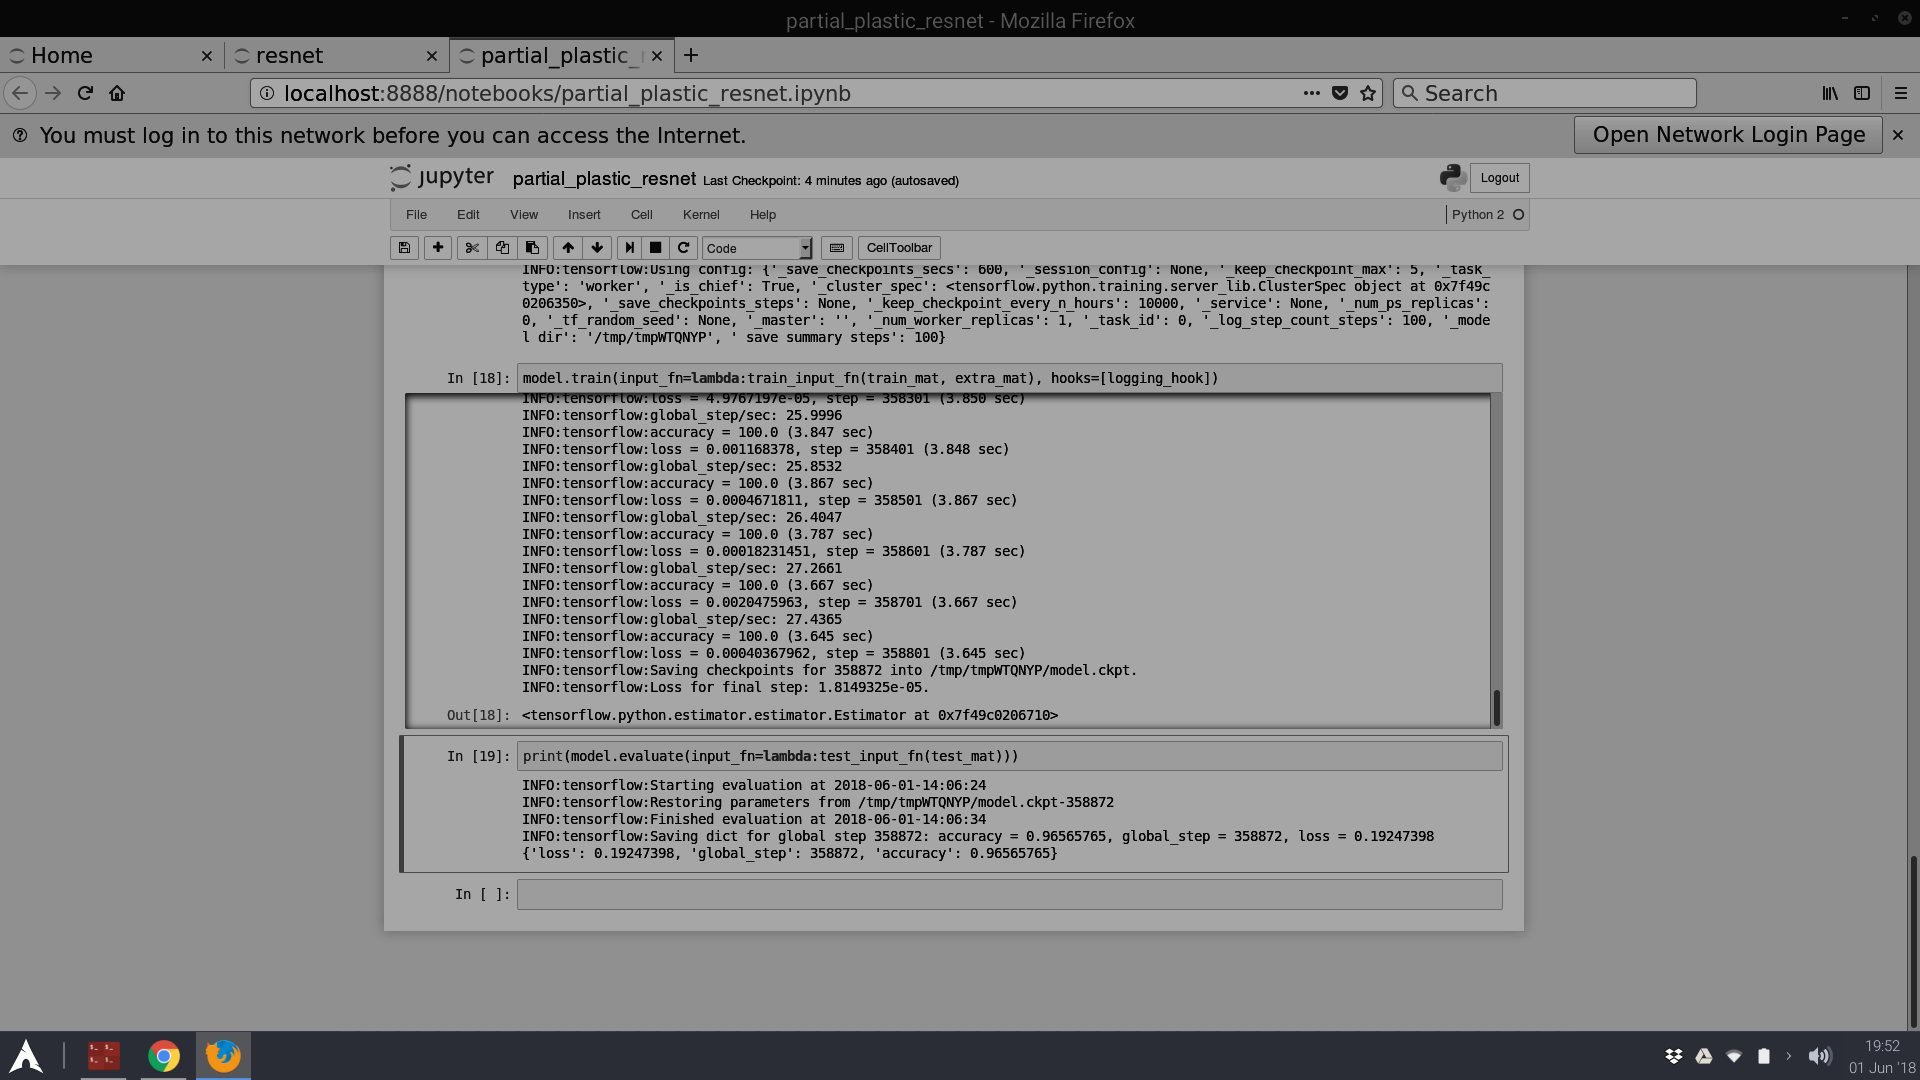 partial_plastic_resnet - Mozilla Firefox
Home
resnet
partial_plastic_
localhost:8888/notebooks/partial_plastic_resnet.ipynb
Search
You must log in to this network before you can access the Internet.
Open Network Login Page
jupyter partial_plastic_resnet Last Checkpoint: 4 minutes ago (autosaved)
Logout
File Edit View Insert Cell Kernel Help
Python 2
Code
CellToolbar
INFO:tensorflow:Using config: {'_save_checkpoints_secs': 600, '_session_config': None, '_keep_checkpoint_max': 5, '_task_
type': 'worker', '_is_chief': True, '_cluster_spec': <tensorflow.python.training.server_lib.ClusterSpec object at 0x7f49c
0206350>, '_save_checkpoints_steps': None, '_keep_checkpoint_every_n_hours': 10000, '_service': None, '_num_ps_replicas':
0, '_tf_random_seed': None, '_master': '', '_num_worker_replicas': 1, '_task_id': 0, '_log_step_count_steps': 100, '_mode
l dir': '/tmp/tmpWTQNYP', ' save summary steps': 100}
In [18]: model.train(input_fn=lambda:train_input_fn(train_mat, extra_mat), hooks=[logging_hook])
INFO:tensorflow:loss = 4.9767197e-05, step = 358301 (3.850 sec)
INFO:tensorflow:global_step/sec: 25.9996
INFO:tensorflow:accuracy = 100.0 (3.847 sec)
INFO:tensorflow:loss = 0.001168378, step = 358401 (3.848 sec)
INFO:tensorflow:global_step/sec: 25.8532
INFO:tensorflow:accuracy = 100.0 (3.867 sec)
INFO:tensorflow:loss = 0.0004671811, step = 358501 (3.867 sec)
INFO:tensorflow:global_step/sec: 26.4047
INFO:tensorflow:accuracy = 100.0 (3.787 sec)
INFO:tensorflow:loss = 0.00018231451, step = 358601 (3.787 sec)
INFO:tensorflow:global_step/sec: 27.2661
INFO:tensorflow:accuracy = 100.0 (3.667 sec)
INFO:tensorflow:loss = 0.0020475963, step = 358701 (3.667 sec)
INFO:tensorflow:global_step/sec: 27.4365
INFO:tensorflow:accuracy = 100.0 (3.645 sec)
INFO:tensorflow:loss = 0.00040367962, step = 358801 (3.645 sec)
INFO:tensorflow:Saving checkpoints for 358872 into /tmp/tmpWTQNYP/model.ckpt.
INFO:tensorflow:Loss for final step: 1.8149325e-05.
Out[18]: <tensorflow.python.estimator.estimator.Estimator at 0x7f49c0206710>
In [19]: print(model.evaluate(input_fn=lambda:test_input_fn(test_mat)))
INFO:tensorflow:Starting evaluation at 2018-06-01-14:06:24
INFO:tensorflow:Restoring parameters from /tmp/tmpWTQNYP/model.ckpt-358872
INFO:tensorflow:Finished evaluation at 2018-06-01-14:06:34
INFO:tensorflow:Saving dict for global step 358872: accuracy = 0.96565765, global_step = 358872, loss = 0.19247398
{'loss': 0.19247398, 'global_step': 358872, 'accuracy': 0.96565765}
In [ ]:
19:52
01 Jun '18